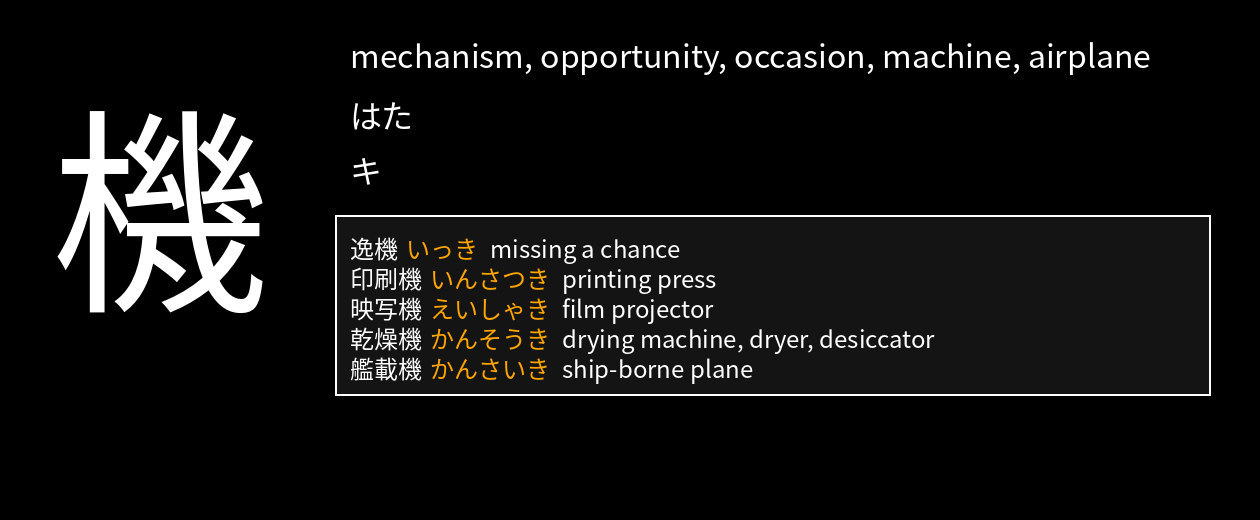 機
mechanism, opportunity, occasion, machine, airplane
はた
キ
逸機 いっき missing a chance
印刷機 いんさつき printing press
映写機 えいしゃき film projector
乾燥機 かんそうき drying machine, dryer, desiccator
艦載機 かんさいき ship-borne plane